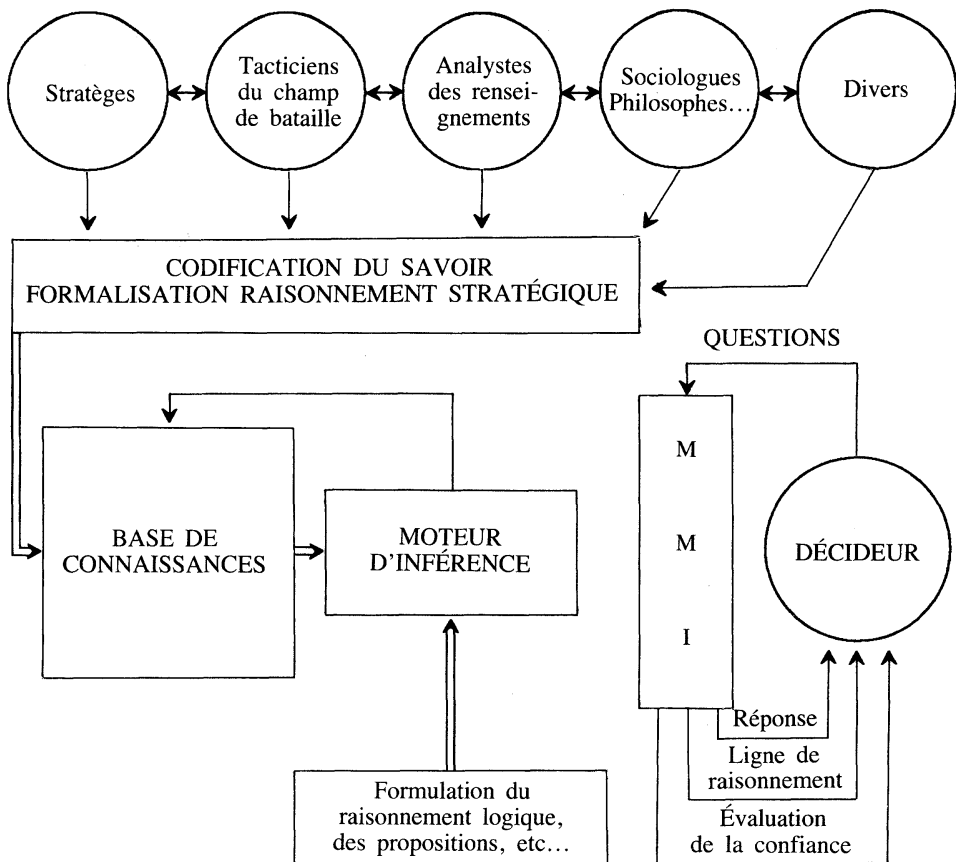 Stratèges
Tacticiens
du champ
de bataille
Analystes
des rensei-
gnements
Sociologues
Philosophes...
Divers
CODIFICATION DU SAVOIR
FORMALISATION RAISONNEMENT STRATÉGIQUE
QUESTIONS
BASE DE
CONNAISSANCES
MOTEUR
D'INFÉRENCE
M
M
I
DÉCIDEUR
Réponse
Ligne de
raisonnement
Évaluation
de la confiance
Formulation du
raisonnement logique,
des propositions, etc...